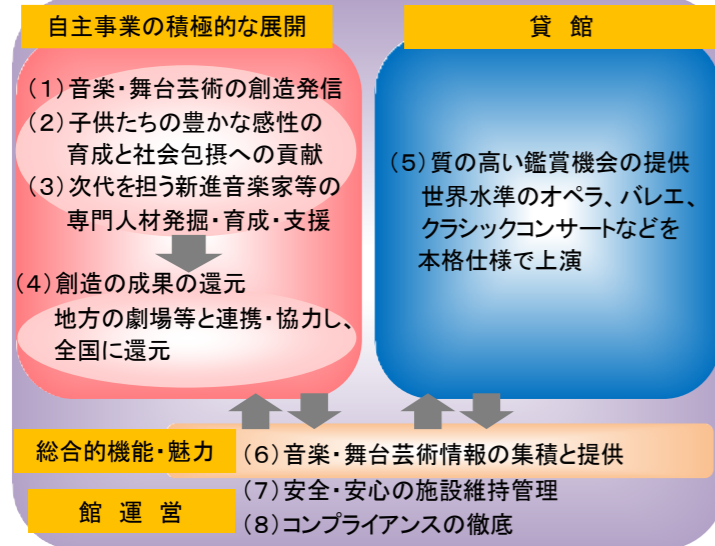 自主事業の積極的な展開
(1)音楽・舞台芸術の創造発信
(2)子供たちの豊かな感性の
育成と社会包摂への貢献
(3)次代を担う新進音楽家等の
専門人材発掘・育成・支援
(4)創造の成果の還元
地方の劇場等と連携・協力し、
全国に還元
貸 館
(5)質の高い鑑賞機会の提供
世界水準のオペラ、バレエ、
クラシックコンサートなどを
本格仕様で上演
総合的機能・魅力
(6)音楽・舞台芸術情報の集積と提供
館 運 営
(7)安全・安心の施設維持管理
(8)コンプライアンスの徹底